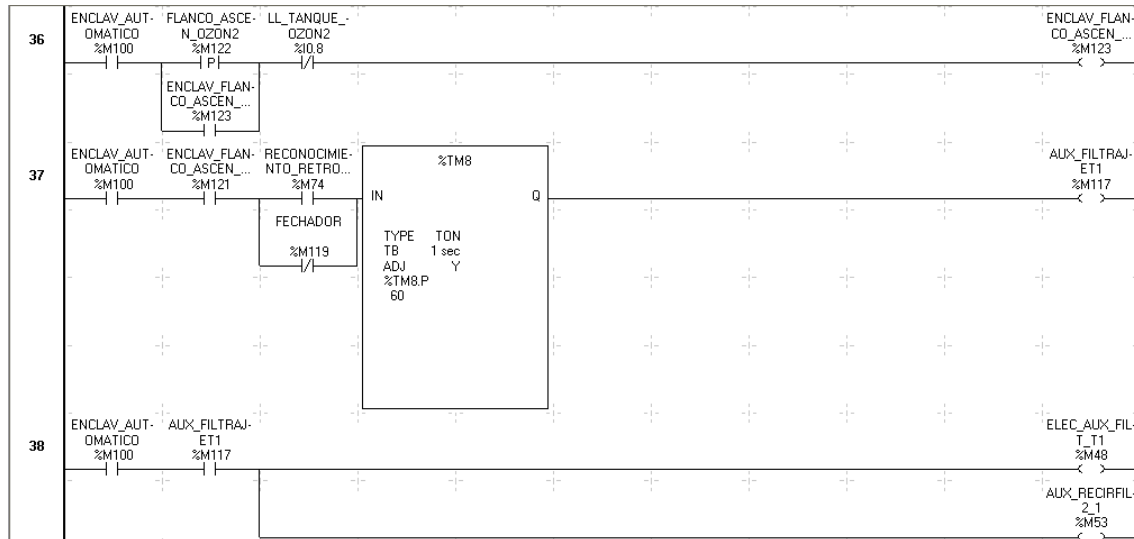 ENCLAV_AUT- FLANCO_ASCE- LL_TANQUE_- ENCLAV_FLAN-
36 OMATICO N_OZON2 OZON2 CO_ASCEN_...
%M100 %M122 %I0.8 %M123
P
ENCLAV_FLAN-
CO_ASCEN_...
%M123
ENCLAV_AUT- ENCLAV_FLAN- RECONOCIMIE- %TM8 AUX_FILTRAJ-
37 OMATICO CO_ASCEN_... NTO_RETRO... ET1
%M100 %M121 %M74 %M117
IN Q
FECHADOR
%M119
TYPE TON
TB 1 sec
ADJ Y
%TM8.P
60
ENCLAV_AUT- AUX_FILTRAJ- ELEC_AUX_FIL-
38 OMATICO ET1 T_T1
%M100 %M117 %M48
AUX_RECIRFIL-
2_1
%M53